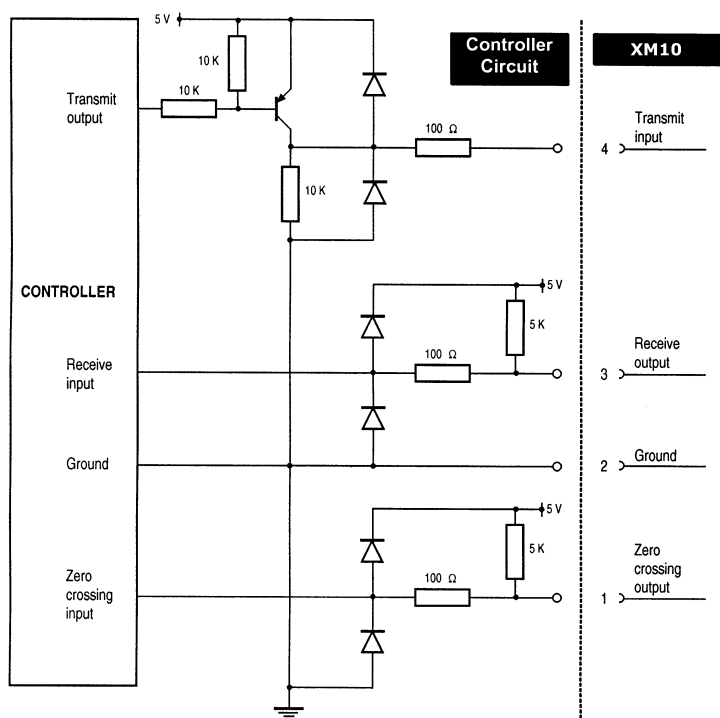 5 V
Controller
Circuit
XM10
10 K
10 K
Transmit
output
100 Ω
Transmit
input
4
10 K
CONTROLLER
5 V
5 K
Receive
input
100 Ω
Receive
output
3
Ground
2
Ground
5 V
5 K
Zero
crossing
input
100 Ω
Zero
crossing
output
1